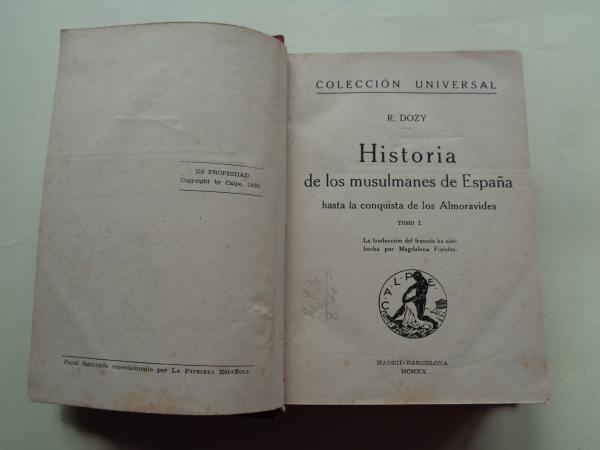 ES PROPIEDAD
Copyright by Calpe, 1920.
Papel fabricado especialmente por LA PAPELERA ESPAÑOLA.
COLECCIÓN UNIVERSAL
R. DOZY
Historia
de los musulmanes de España
hasta la conquista de los Almoravides
TOMO I
La traducción del francés ha sido
hecha por Magdalena Fuentes.
CALPE
MADRID-BARCELONA
MCMXX